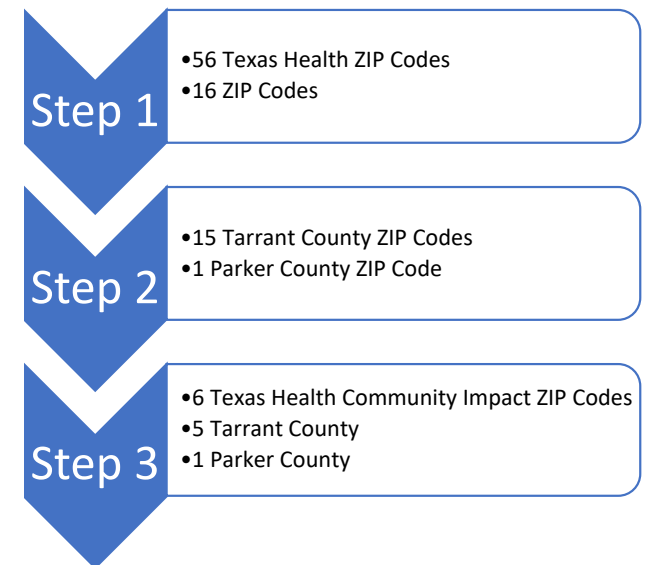 Step 1
•56 Texas Health ZIP Codes
•16 ZIP Codes
Step 2
•15 Tarrant County ZIP Codes
•1 Parker County ZIP Code
Step 3
•6 Texas Health Community Impact ZIP Codes
•5 Tarrant County
•1 Parker County